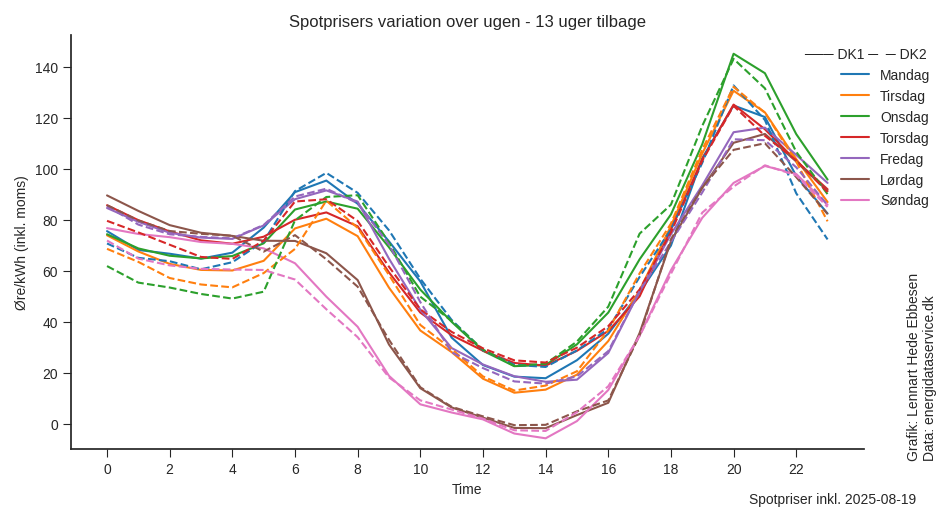 Spotprisers variation over ugen - 13 uger tilbage
DK1 DK2
Mandag
Tirsdag
Onsdag
Torsdag
Fredag
Lørdag
Søndag
Øre/kWh (inkl. moms)
140
120
100
80
60
40
20
0
0 2 4 6 8 10 12 14 16 18 20 22
Time
Grafik: Lennart Hede Ebbesen
Data: energidataservice.dk
Spotpriser inkl. 2025-08-19